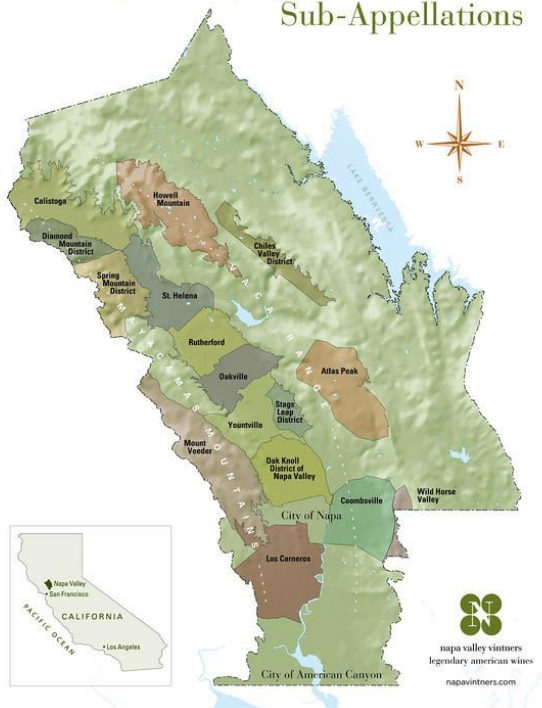 Sub-Appellations
N
W
E
S
LAKE BERRYESSA
Calistoga
Howell
Mountain
Diamond
Mountain
District
Chiles
Valley
District
Spring
Mountain
District
St. Helena
VACA RANGE
MAYACAMAS MOUNTAINS
Rutherford
Oakville
Atlas Peak
Stags
Leap
District
Yountville
Mount
Veeder
Oak Knoll
District of
Napa Valley
Coombsville
Wild Horse
Valley
City of Napa
Los Carneros
City of American Canyon
Napa Valley
San Francisco
CALIFORNIA
PACIFIC OCEAN
Los Angeles
N
napa valley vintners
legendary american wines
napavintners.com